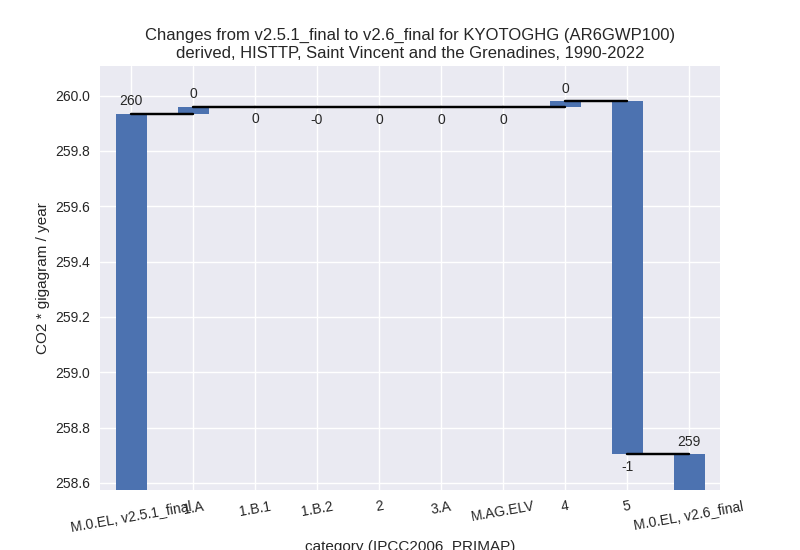 Changes from v2.5.1_final to v2.6_final for KYOTOGHG (AR6GWP100)
derived, HISTTP, Saint Vincent and the Grenadines, 1990-2022
CO2 * gigagram / year
260.0
259.8
259.6
259.4
259.2
259.0
258.8
258.6
260
0
0
-0
0
0
0
0
-1
259
M.0.EL, v2.5.1_final
1.A
1.B.1
1.B.2
2
3.A
M.AG.ELV
4
5
M.0.EL, v2.6_final
category (IPCC2006_PRIMAP)